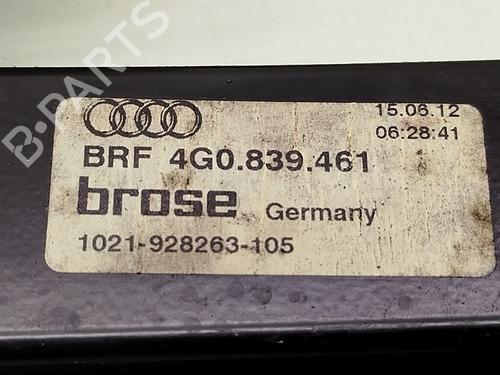 B-PARTS
15.06.12
06:28:41
BRF 4G0.839.461
brose Germany
1021-928263-105